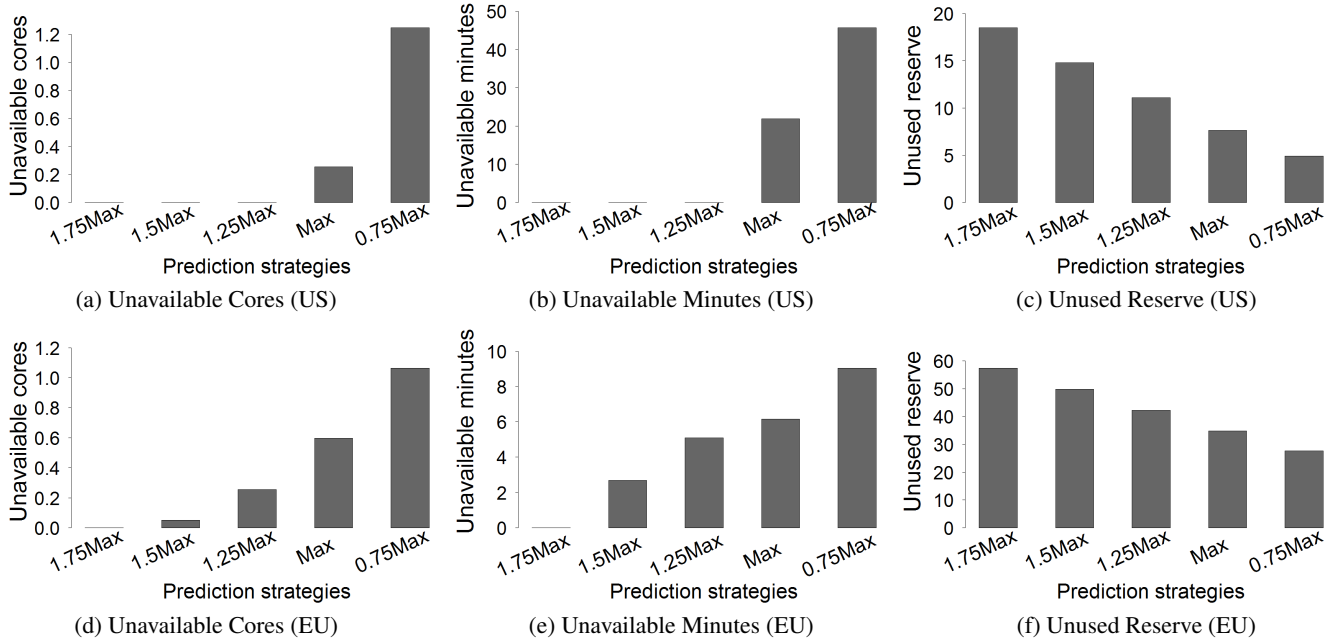 Unavailable cores
1.2
1.0
0.8
0.6
0.4
0.2
0.0
1.75Max 1.5Max 1.25Max Max 0.75Max
Prediction strategies
(a) Unavailable Cores (US)
Unavailable minutes
50
40
30
20
10
0
1.75Max 1.5Max 1.25Max Max 0.75Max
Prediction strategies
(b) Unavailable Minutes (US)
Unused reserve
20
15
10
5
0
1.75Max 1.5Max 1.25Max Max 0.75Max
Prediction strategies
(c) Unused Reserve (US)
Unavailable cores
1.2
1.0
0.8
0.6
0.4
0.2
0.0
1.75Max 1.5Max 1.25Max Max 0.75Max
Prediction strategies
(d) Unavailable Cores (EU)
Unavailable minutes
10
8
6
4
2
0
1.75Max 1.5Max 1.25Max Max 0.75Max
Prediction strategies
(e) Unavailable Minutes (EU)
Unused reserve
60
50
40
30
20
10
0
1.75Max 1.5Max 1.25Max Max 0.75Max
Prediction strategies
(f) Unused Reserve (EU)